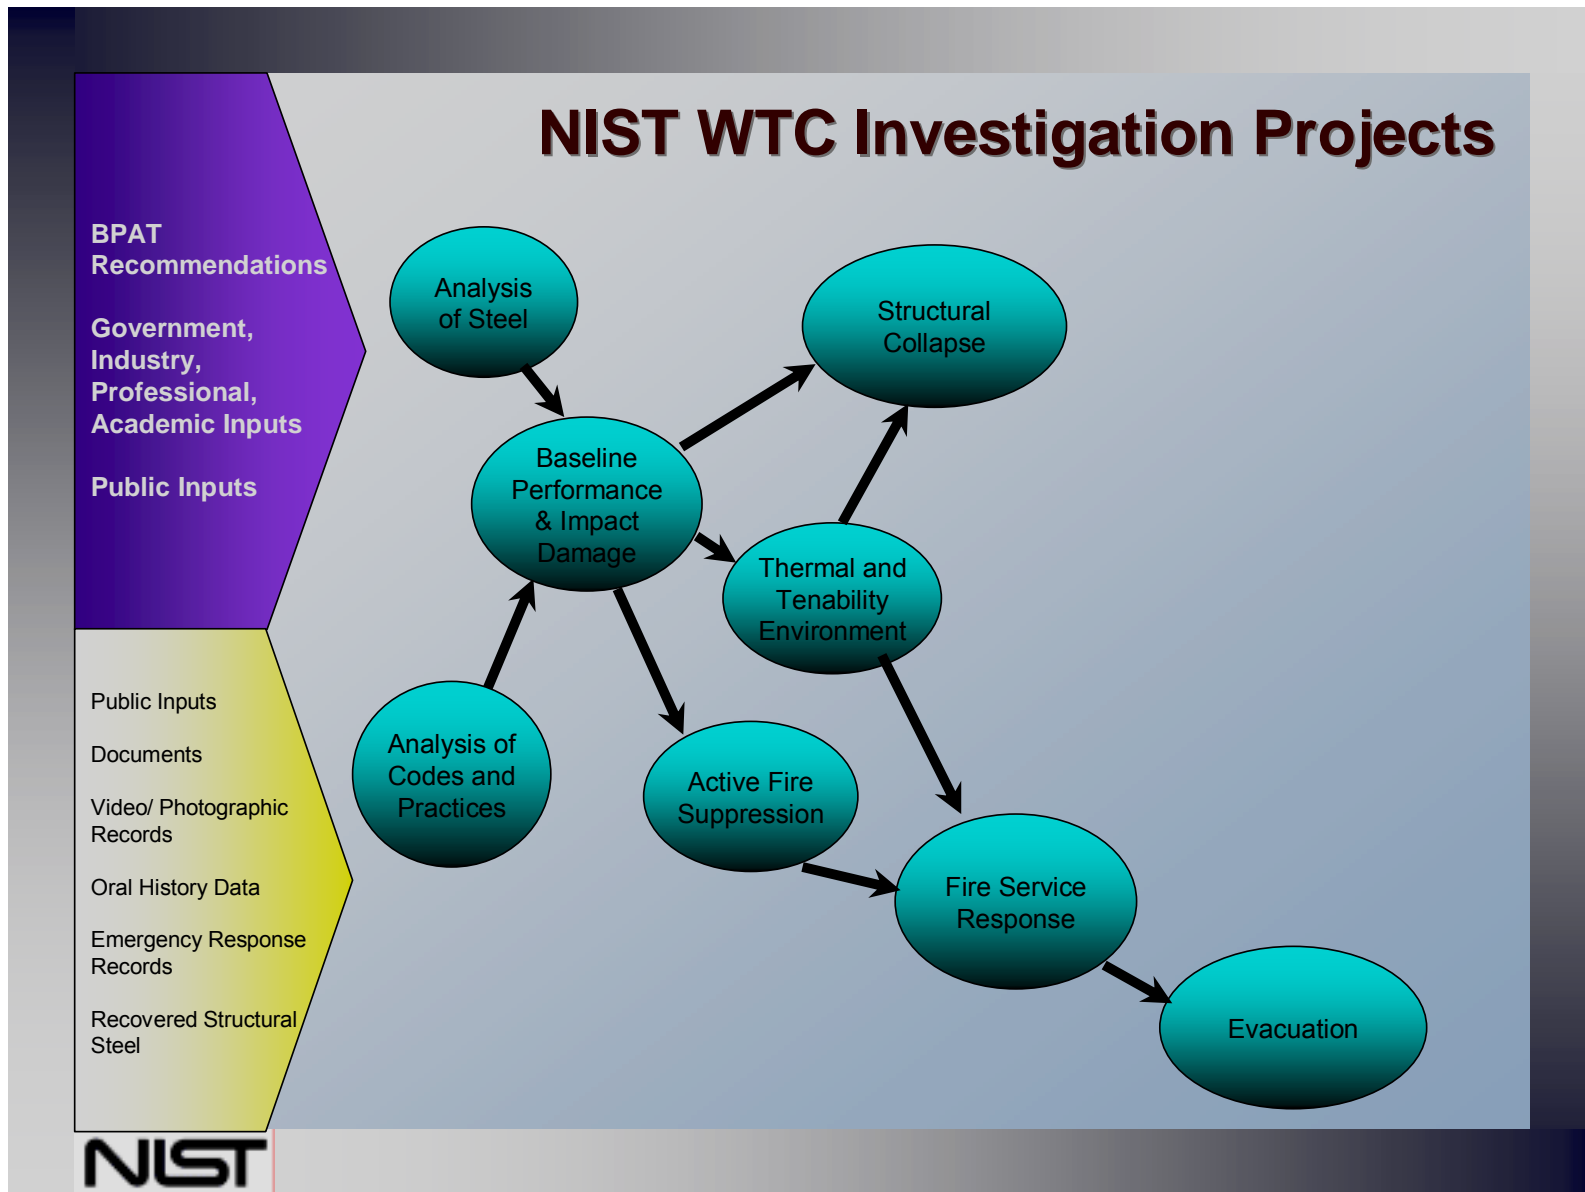 NIST WTC Investigation Projects
BPAT
Recommendations
Government,
Industry,
Professional,
Academic Inputs
Public Inputs
Public Inputs
Documents
Video/ Photographic
Records
Oral History Data
Emergency Response
Records
Recovered Structural
Steel
Analysis
of Steel
Structural
Collapse
Baseline
Performance
& Impact
Damage
Thermal and
Tenability
Environment
Analysis of
Codes and
Practices
Active Fire
Suppression
Fire Service
Response
Evacuation
NIST